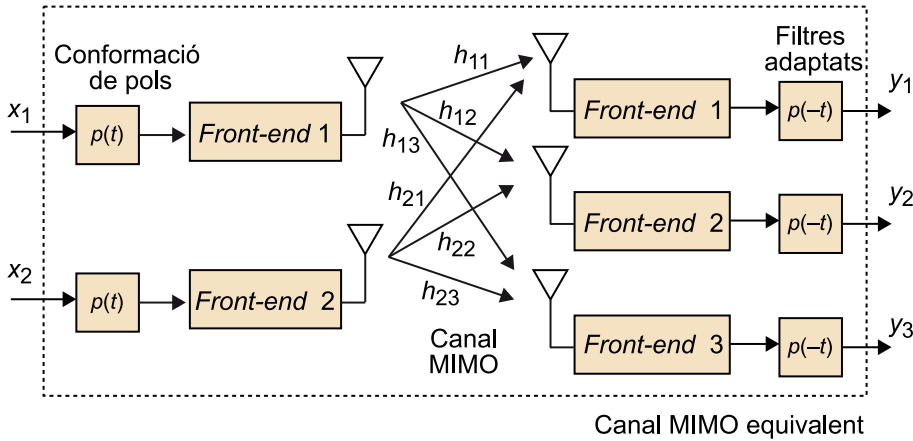 Conformació
de pols
Filtres
adaptats
x1
p(t)
Front-end 1
h11
h12
h13
Front-end 1
p(–t)
y1
h21
h22
h23
Front-end 2
p(–t)
y2
x2
p(t)
Front-end 2
Canal
MIMO
Front-end 3
p(–t)
y3
Canal MIMO equivalent